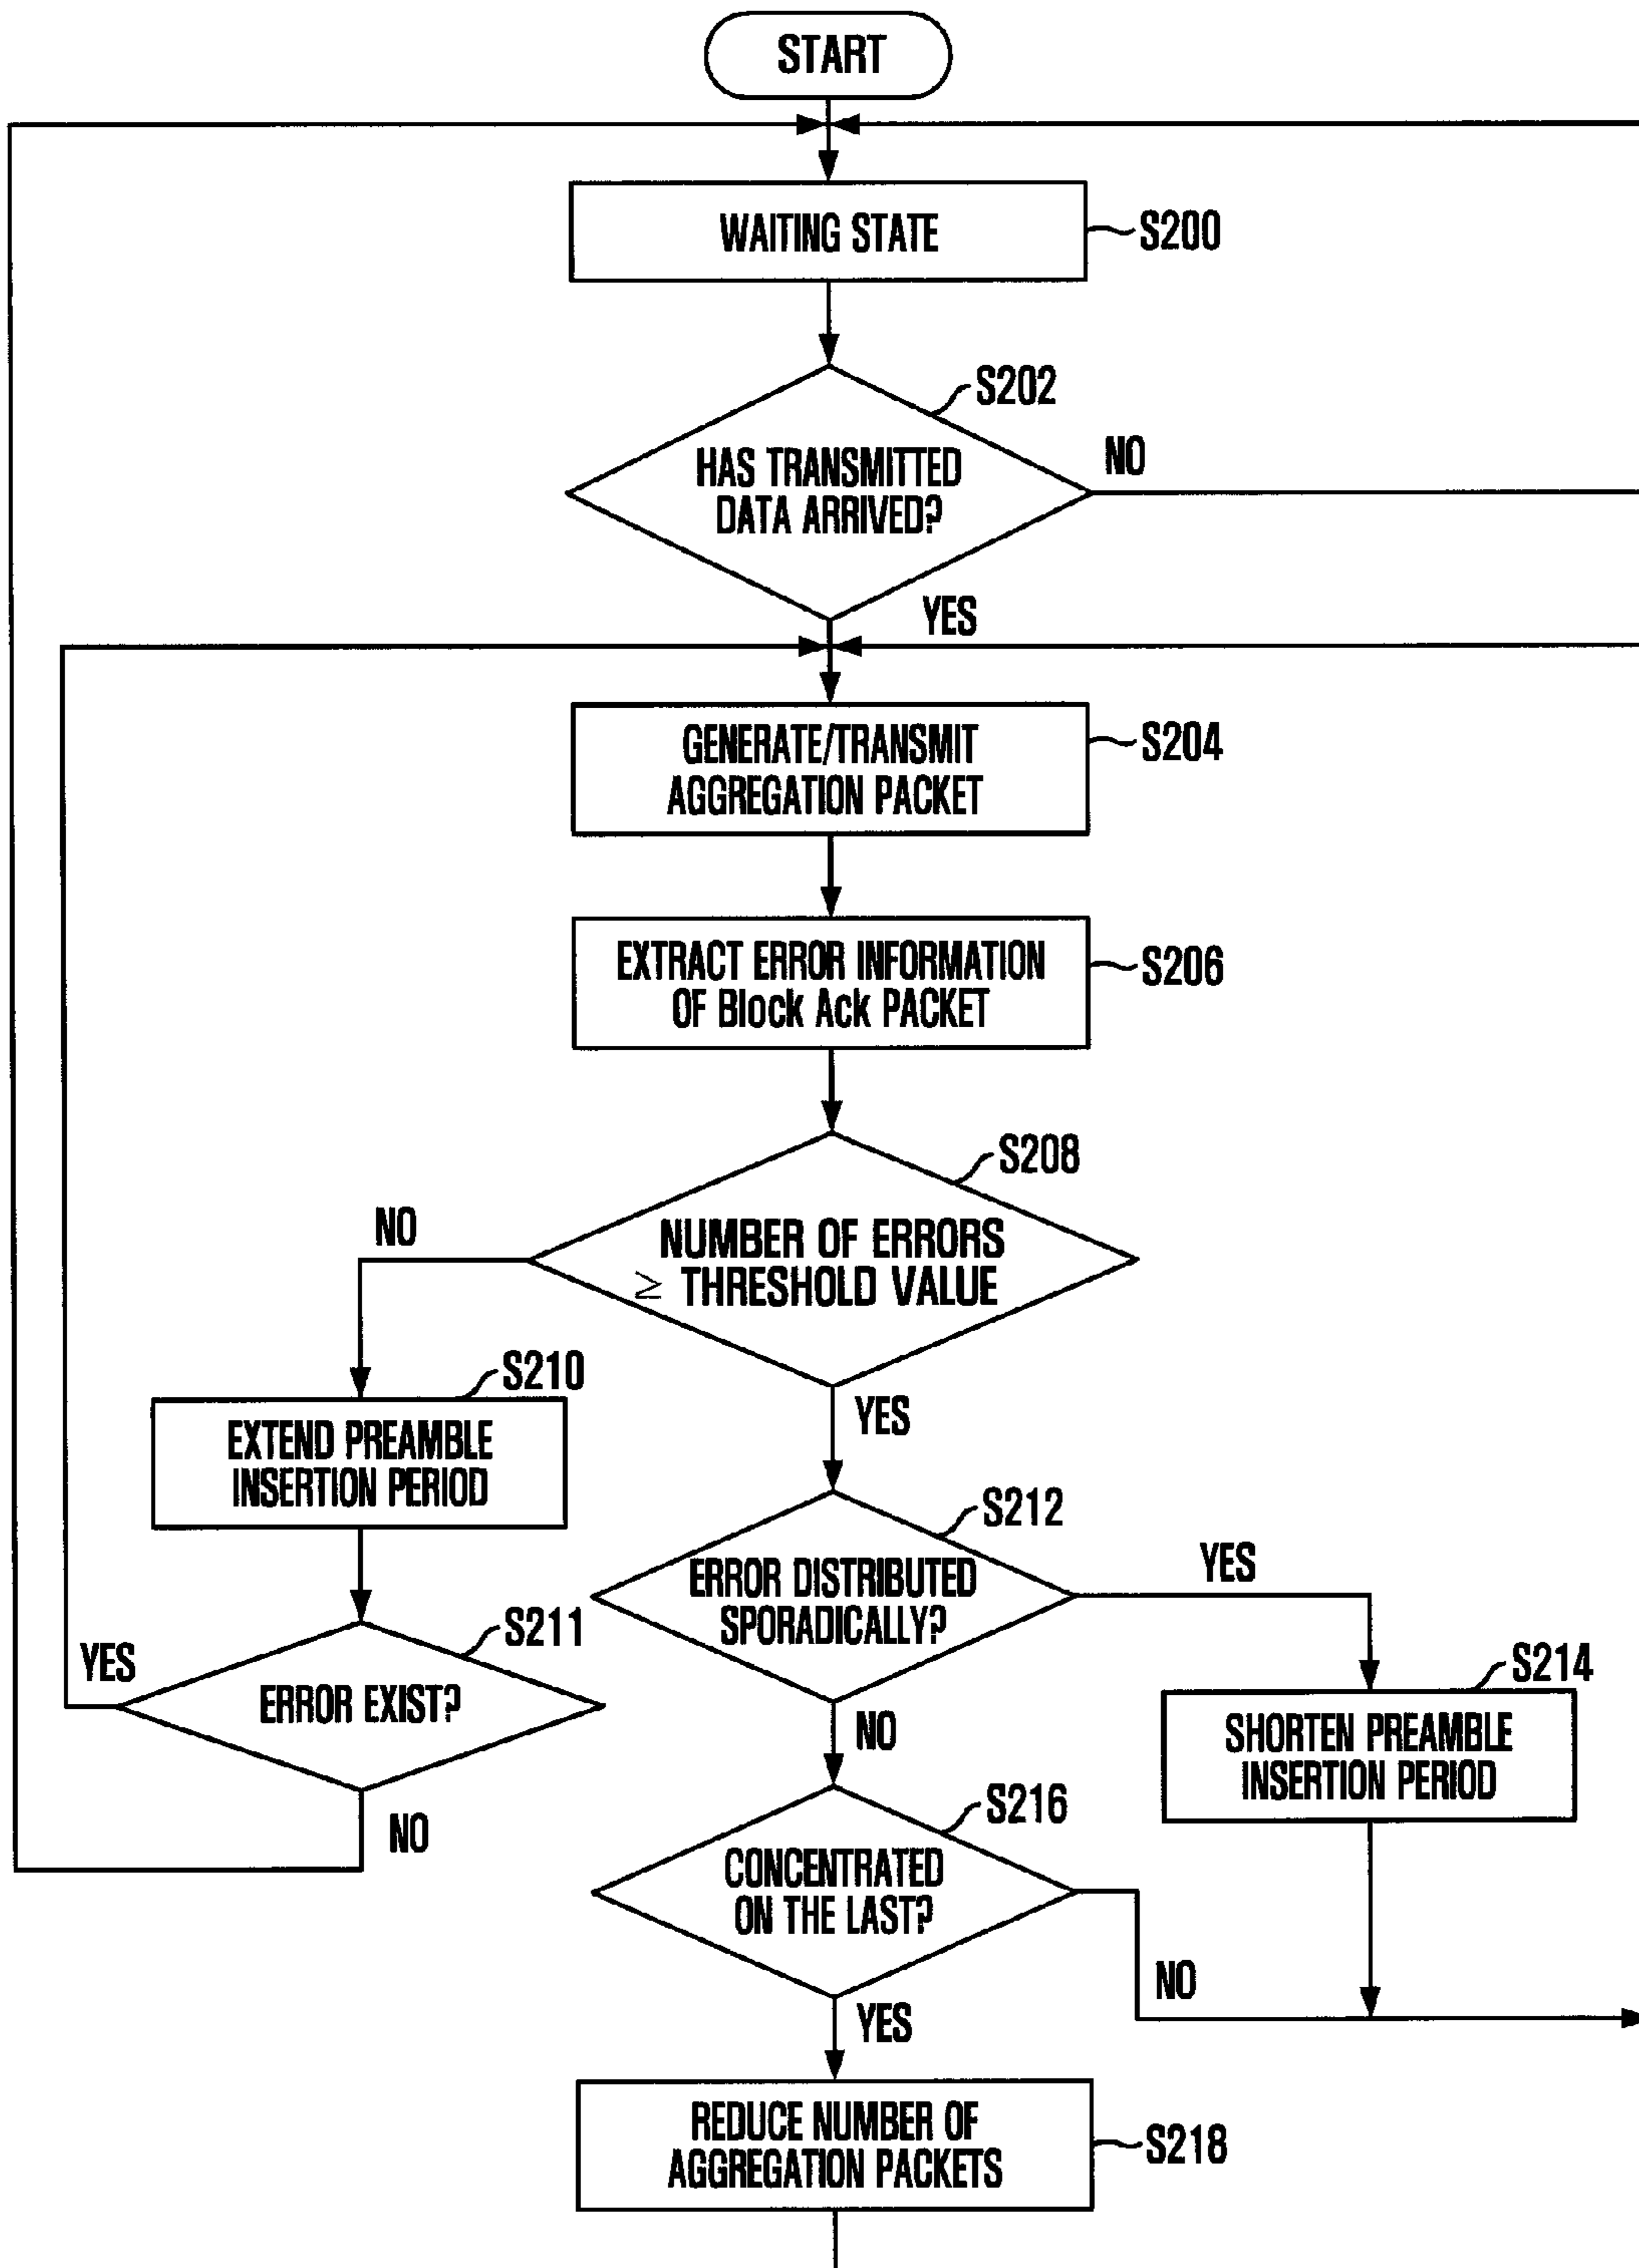 START
WAITING STATE
S200
S202
HAS TRANSMITTED
DATA ARRIVED?
NO
YES
GENERATE/TRANSMIT
AGGREGATION PACKET
S204
EXTRACT ERROR INFORMATION
OF Block Ack PACKET
S206
S208
NUMBER OF ERRORS
≥ THRESHOLD VALUE
NO
YES
S210
EXTEND PREAMBLE
INSERTION PERIOD
S212
ERROR DISTRIBUTED
SPORADICALLY?
YES
NO
S211
ERROR EXIST?
YES
NO
S214
SHORTEN PREAMBLE
INSERTION PERIOD
S216
CONCENTRATED
ON THE LAST?
NO
YES
REDUCE NUMBER OF
AGGREGATION PACKETS
S218